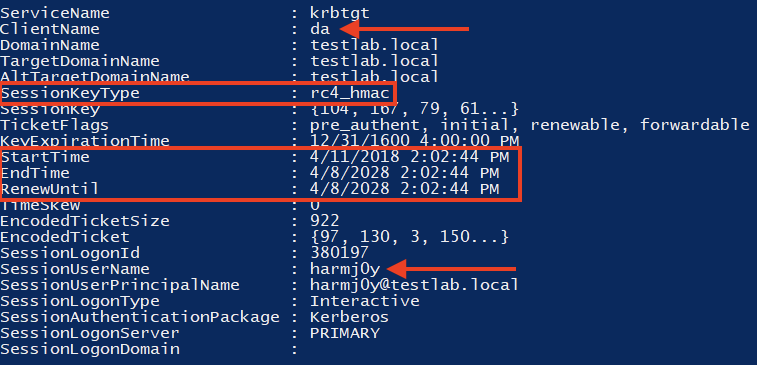 ServiceName : krbtgt
ClientName : da
DomainName : testlab.local
TargetDomainName : testlab.local
AltTargetDomainName : testlab.local
SessionKeyType : rc4_hmac
SessionKey : {104, 167, 79, 61...}
TicketFlags : pre_authent, initial, renewable, forwardable
KeyExpirationTime : 12/31/1600 4:00:00 PM
StartTime : 4/11/2018 2:02:44 PM
EndTime : 4/8/2028 2:02:44 PM
RenewUntil : 4/8/2028 2:02:44 PM
TimeSkew : 0
EncodedTicketSize : 922
EncodedTicket : {97, 130, 3, 150...}
SessionLogonId : 380197
SessionUserName : harmj0y
SessionUserPrincipalName : harmj0y@testlab.local
SessionLogonType : Interactive
SessionAuthenticationPackage : Kerberos
SessionLogonServer : PRIMARY
SessionLogonDomain :